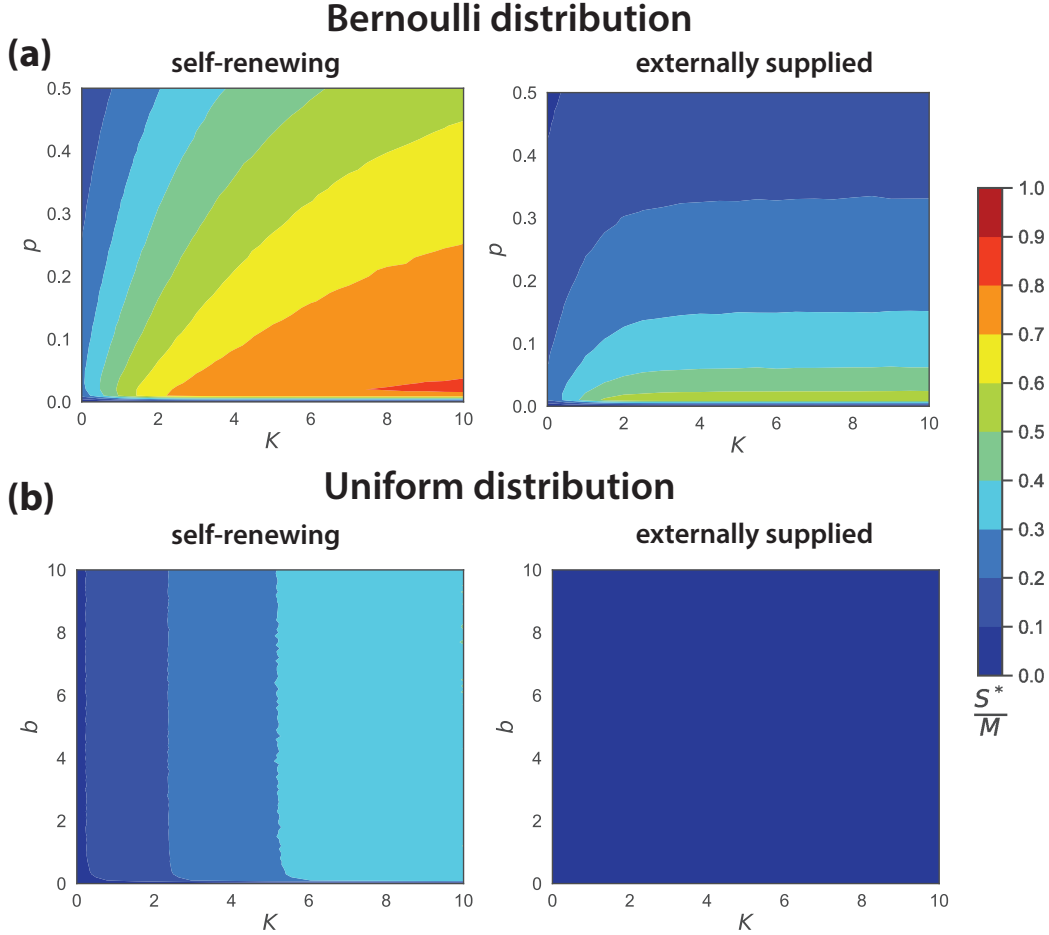 Bernoulli distribution
(a)
self-renewing
externally supplied
0.5
0.4
0.3
0.2
0.1
0.0
p
0 2 4 6 8 10
K
0.5
0.4
0.3
0.2
0.1
0.0
p
0 2 4 6 8 10
K
1.0
0.9
0.8
0.7
0.6
0.5
0.4
0.3
0.2
0.1
0.0
S*
M
(b)
Uniform distribution
self-renewing
externally supplied
10
8
6
4
2
0
b
0 2 4 6 8 10
K
10
8
6
4
2
0
b
0 2 4 6 8 10
K